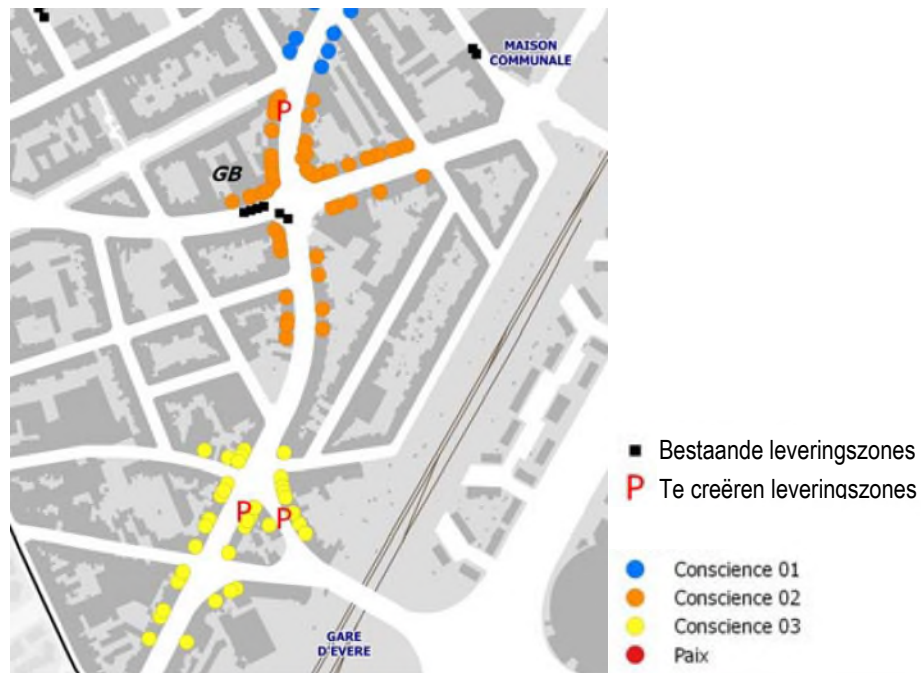 MAISON
COMMUNALE
P
GB
P
P
GARE
D'EVERE
Bestaande leveringszones
P Te creëren leveringszones
Conscience 01
Conscience 02
Conscience 03
Paix